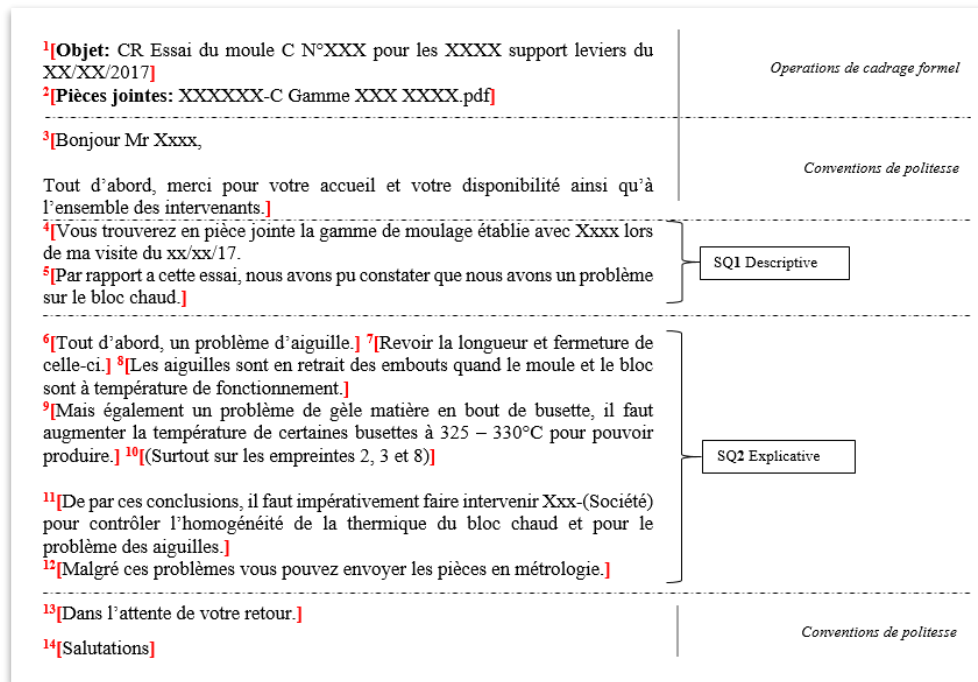 1[Objet: CR Essai du moule C N°XXX pour les XXXX support leviers du
XX/XX/2017]
2[Pièces jointes: XXXXXX-C Gamme XXX XXXX.pdf]
Operations de cadrage formel
3[Bonjour Mr Xxxx,
Tout d’abord, merci pour votre accueil et votre disponibilité ainsi qu’à
l’ensemble des intervenants.]
Conventions de politesse
4[Vous trouverez en pièce jointe la gamme de moulage établie avec Xxxx lors
de ma visite du xx/xx/17.
5[Par rapport a cette essai, nous avons pu constater que nous avons un problème
sur le bloc chaud.]
SQ1 Descriptive
6[Tout d’abord, un problème d’aiguille.] 7[Revoir la longueur et fermeture de
celle-ci.] 8[Les aiguilles sont en retrait des embouts quand le moule et le bloc
sont à température de fonctionnement.]
9[Mais également un problème de gèle matière en bout de busette, il faut
augmenter la température de certaines busettes à 325 – 330°C pour pouvoir
produire.] 10[(Surtout sur les empreintes 2, 3 et 8)]
11[De par ces conclusions, il faut impérativement faire intervenir Xxx-(Société)
pour contrôler l’homogénéité de la thermique du bloc chaud et pour le
problème des aiguilles.]
12[Malgré ces problèmes vous pouvez envoyer les pièces en métrologie.]
SQ2 Explicative
13[Dans l’attente de votre retour.]
14[Salutations]
Conventions de politesse